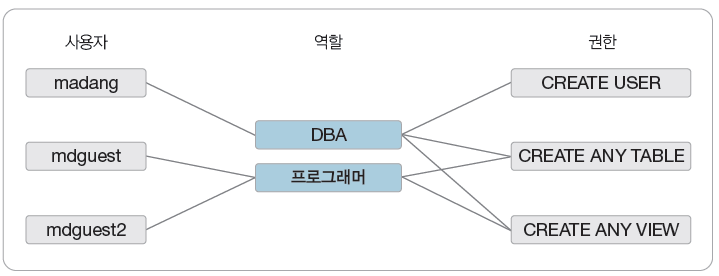 사용자 역할 권한
madang CREATE USER
DBA
mdguest CREATE ANY TABLE
프로그래머
mdguest2 CREATE ANY VIEW